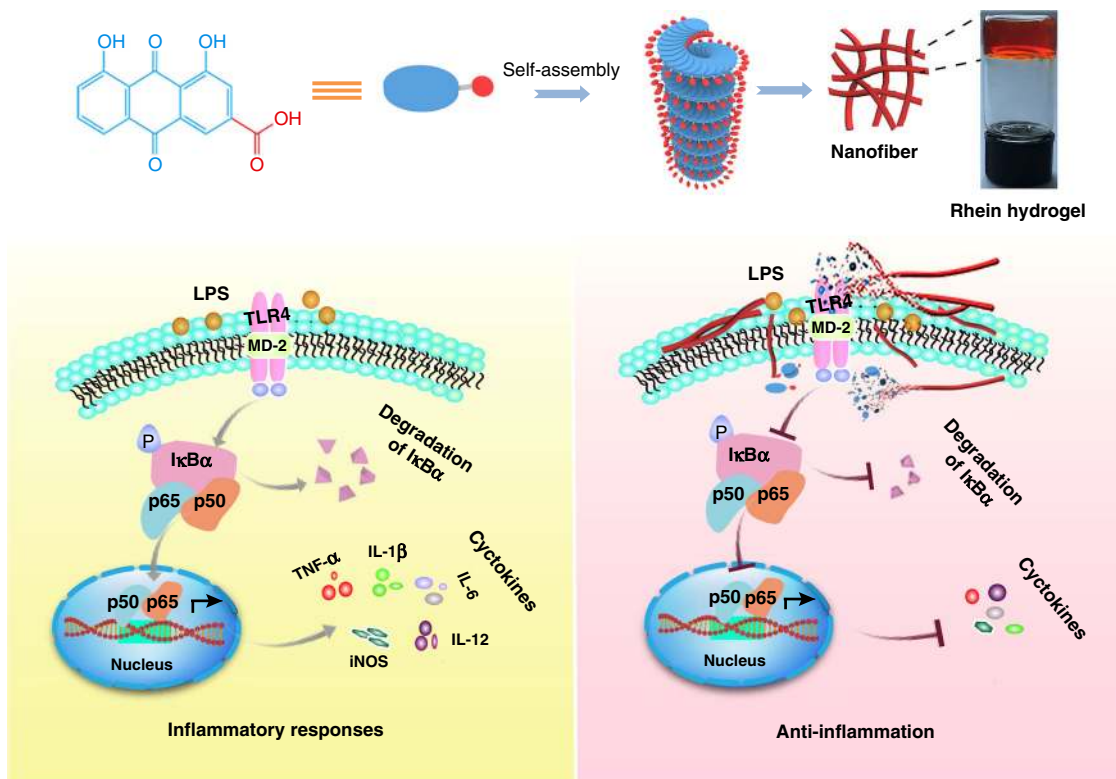 OH
O
OH
OH
O
O
Self-assembly
Nanofiber
Rhein hydrogel
LPS
TLR4
MD-2
P
IκBα
p65
p50
Degradation
of IκBα
p50
p65
Nucleus
TNF-α
IL-1β
IL-6
iNOS
IL-12
Cyctokines
Inflammatory responses
LPS
TLR4
MD-2
P
IκBα
p50
p65
Degradation
of IκBα
p50
p65
Nucleus
Cyctokines
Anti-inflammation